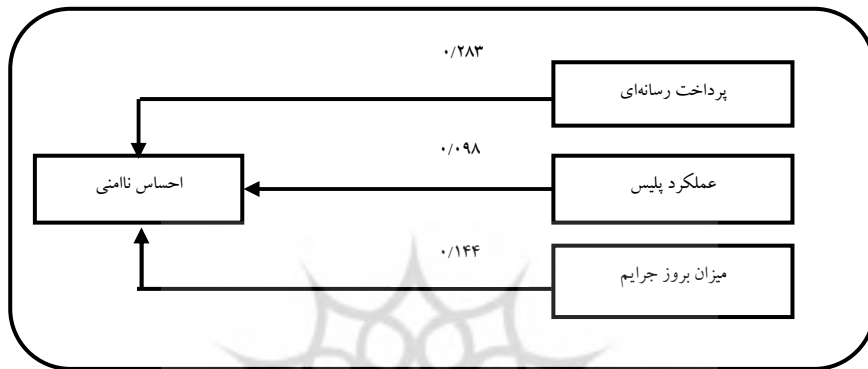 ۰/۲۸۳
پرداخت رسانه‌ای
۰/۰۹۸
عملکرد پلیس
احساس ناامنی
۰/۱۴۴
میزان بروز جرایم